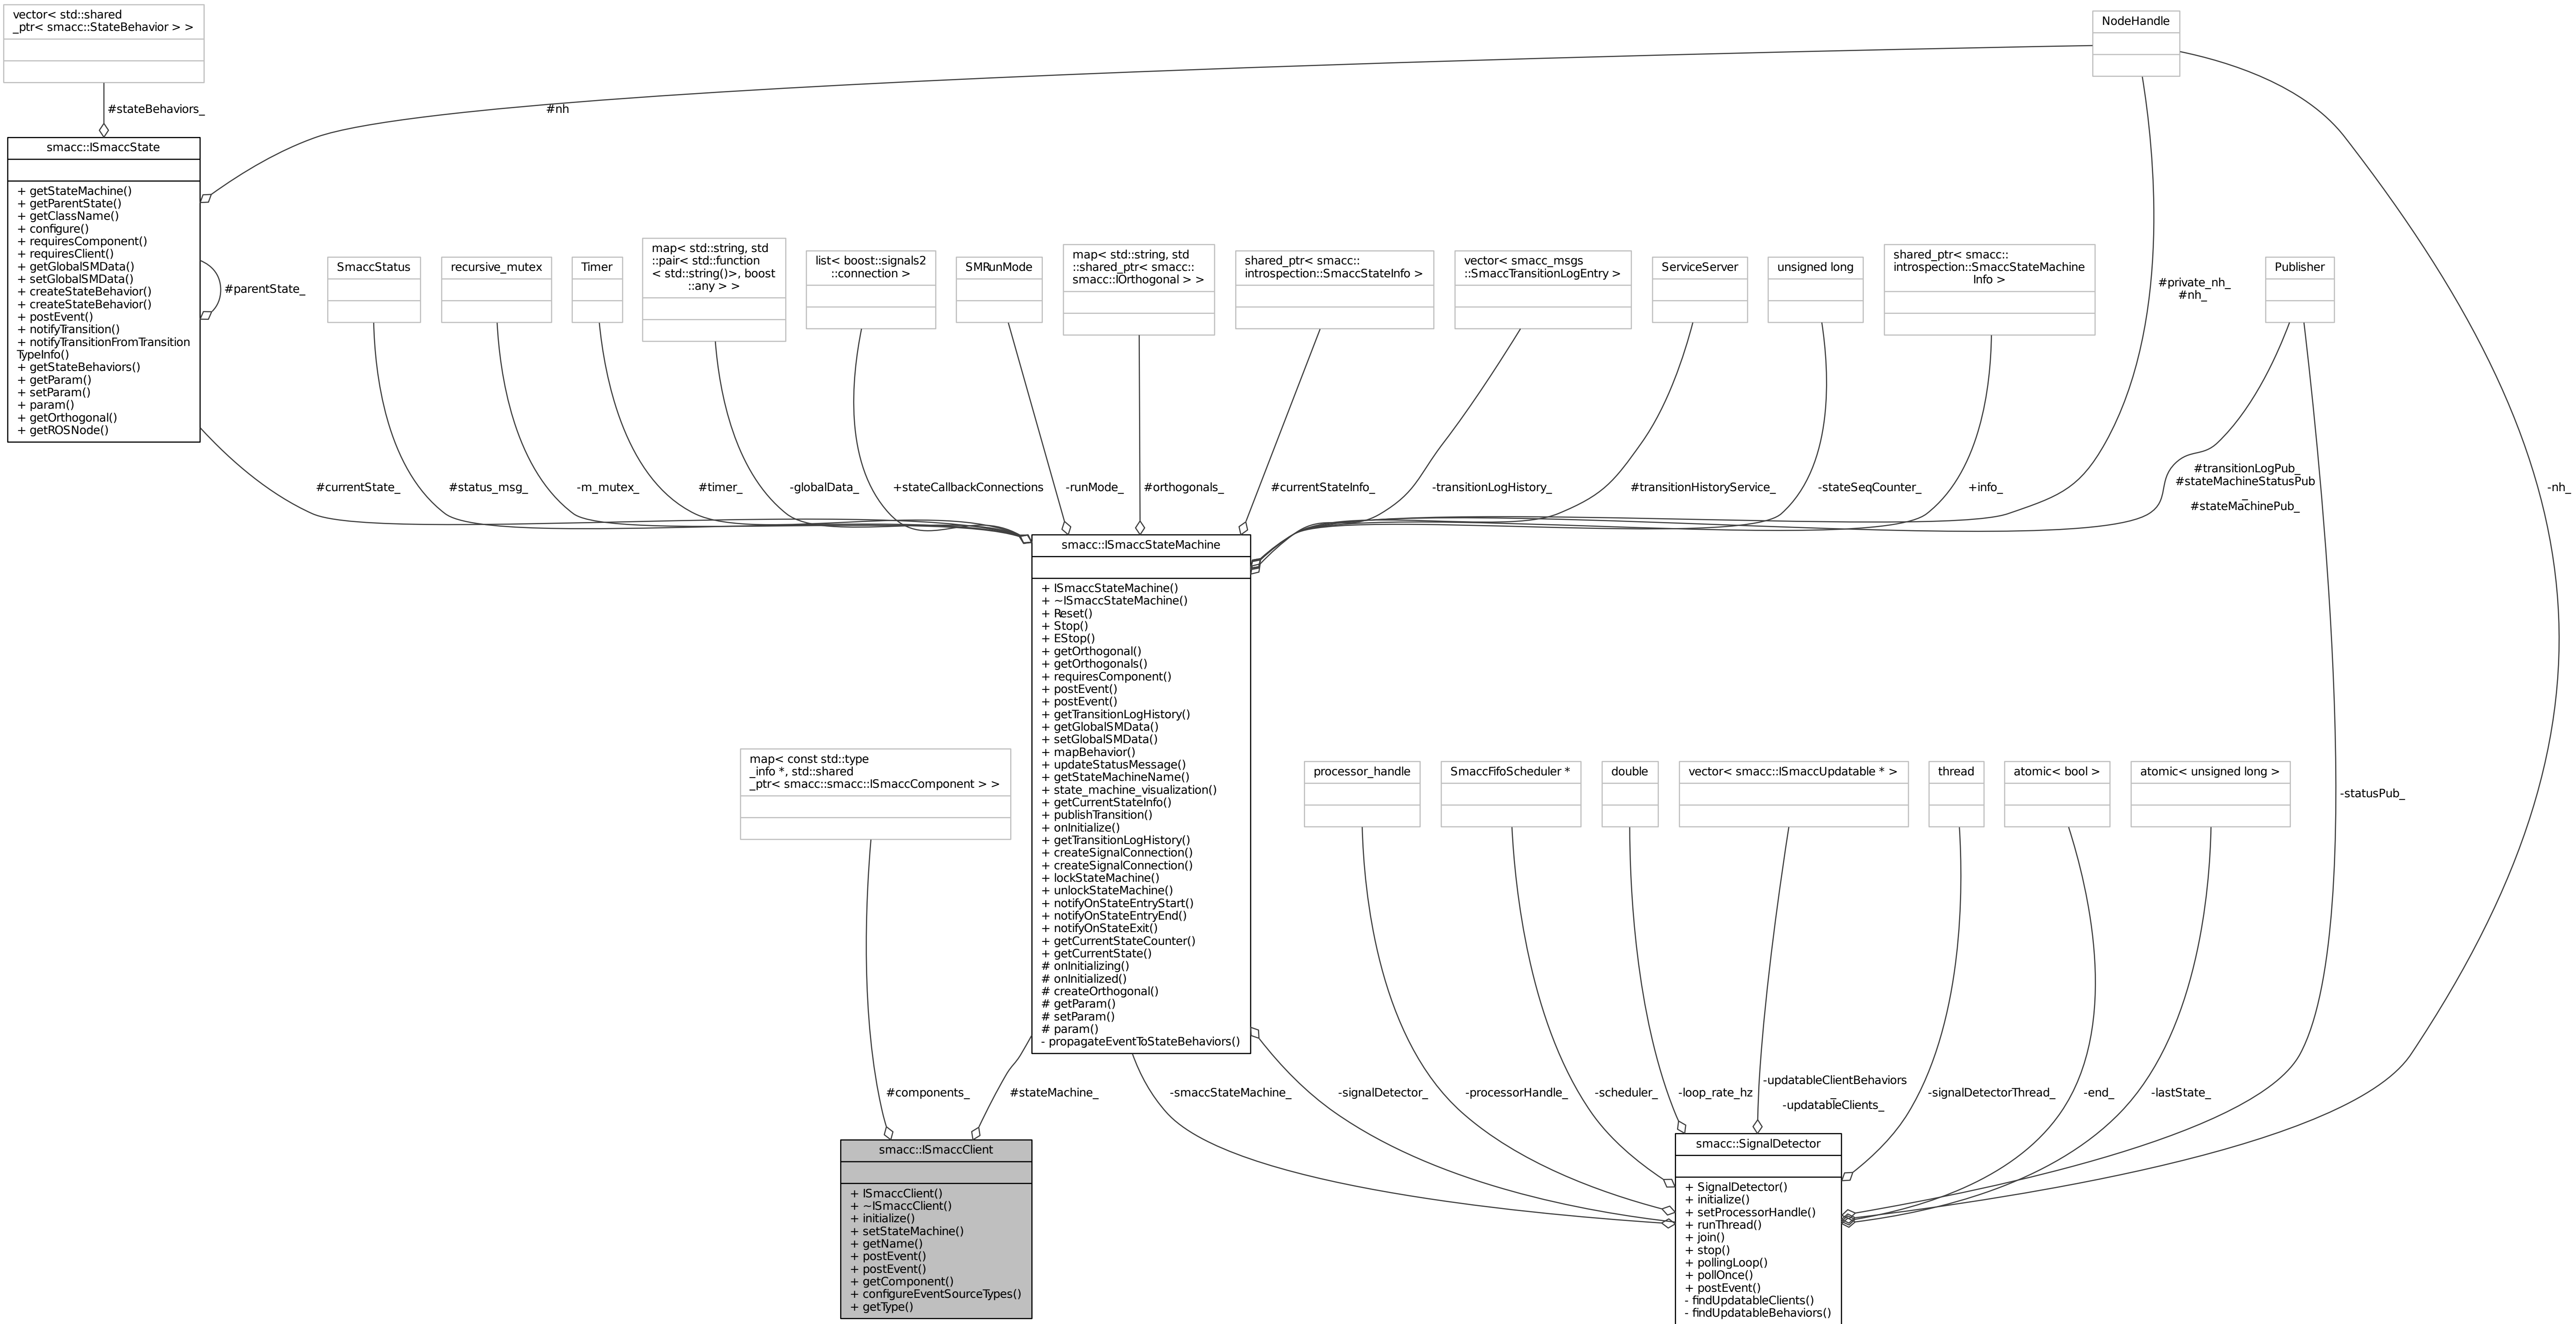 vector< std::shared
_ptr< smacc::StateBehavior > >
NodeHandle
#stateBehaviors_
#nh
smacc::ISmaccState
+ getStateMachine()
+ getParentState()
+ getClassName()
+ configure()
+ requiresComponent()
+ requiresClient()
+ getGlobalSMData()
+ setGlobalSMData()
+ createStateBehavior()
+ createStateBehavior()
+ postEvent()
+ notifyTransition()
+ notifyTransitionFromTransition
TypeInfo()
+ getStateBehaviors()
+ getParam()
+ setParam()
+ param()
+ getOrthogonal()
+ getROSNode()
#parentState_
SmaccStatus
recursive_mutex
Timer
map< std::string, std
::pair< std::function
< std::string()>, boost
::any > >
list< boost::signals2
::connection >
SMRunMode
map< std::string, std
::shared_ptr< smacc::
smacc::IOrthogonal > >
shared_ptr< smacc::
introspection::SmaccStateInfo >
vector< smacc_msgs
::SmaccTransitionLogEntry >
ServiceServer
unsigned long
shared_ptr< smacc::
introspection::SmaccStateMachine
Info >
#private_nh_
#nh_
Publisher
#currentState_
#status_msg_
-m_mutex_
#timer_
-globalData_
+stateCallbackConnections
-runMode_
#orthogonals_
#currentStateInfo_
-transitionLogHistory_
#transitionHistoryService_
-stateSeqCounter_
+info_
#transitionLogPub_
#stateMachineStatusPub
_
#stateMachinePub_
-nh_
smacc::ISmaccStateMachine
+ ISmaccStateMachine()
+ ~ISmaccStateMachine()
+ Reset()
+ Stop()
+ EStop()
+ getOrthogonal()
+ getOrthogonals()
+ requiresComponent()
+ postEvent()
+ postEvent()
+ getTransitionLogHistory()
+ getGlobalSMData()
+ setGlobalSMData()
+ mapBehavior()
+ updateStatusMessage()
+ getStateMachineName()
+ state_machine_visualization()
+ getCurrentStateInfo()
+ publishTransition()
+ onInitialize()
+ getTransitionLogHistory()
+ createSignalConnection()
+ createSignalConnection()
+ lockStateMachine()
+ unlockStateMachine()
+ notifyOnStateEntryStart()
+ notifyOnStateEntryEnd()
+ notifyOnStateExit()
+ getCurrentStateCounter()
+ getCurrentState()
# onInitializing()
# onInitialized()
# createOrthogonal()
# getParam()
# setParam()
# param()
- propagateEventToStateBehaviors()
map< const std::type
_info *, std::shared
_ptr< smacc::smacc::ISmaccComponent > >
processor_handle
SmaccFifoScheduler *
double
vector< smacc::ISmaccUpdatable * >
thread
atomic< bool >
atomic< unsigned long >
-statusPub_
#components_
#stateMachine_
-smaccStateMachine_
-signalDetector_
-processorHandle_
-scheduler_
-loop_rate_hz
-updatableClientBehaviors
_
-updatableClients_
-signalDetectorThread_
-end_
-lastState_
smacc::ISmaccClient
+ ISmaccClient()
+ ~ISmaccClient()
+ initialize()
+ setStateMachine()
+ getName()
+ postEvent()
+ postEvent()
+ getComponent()
+ configureEventSourceTypes()
+ getType()
smacc::SignalDetector
+ SignalDetector()
+ initialize()
+ setProcessorHandle()
+ runThread()
+ join()
+ stop()
+ pollingLoop()
+ pollOnce()
+ postEvent()
- findUpdatableClients()
- findUpdatableBehaviors()